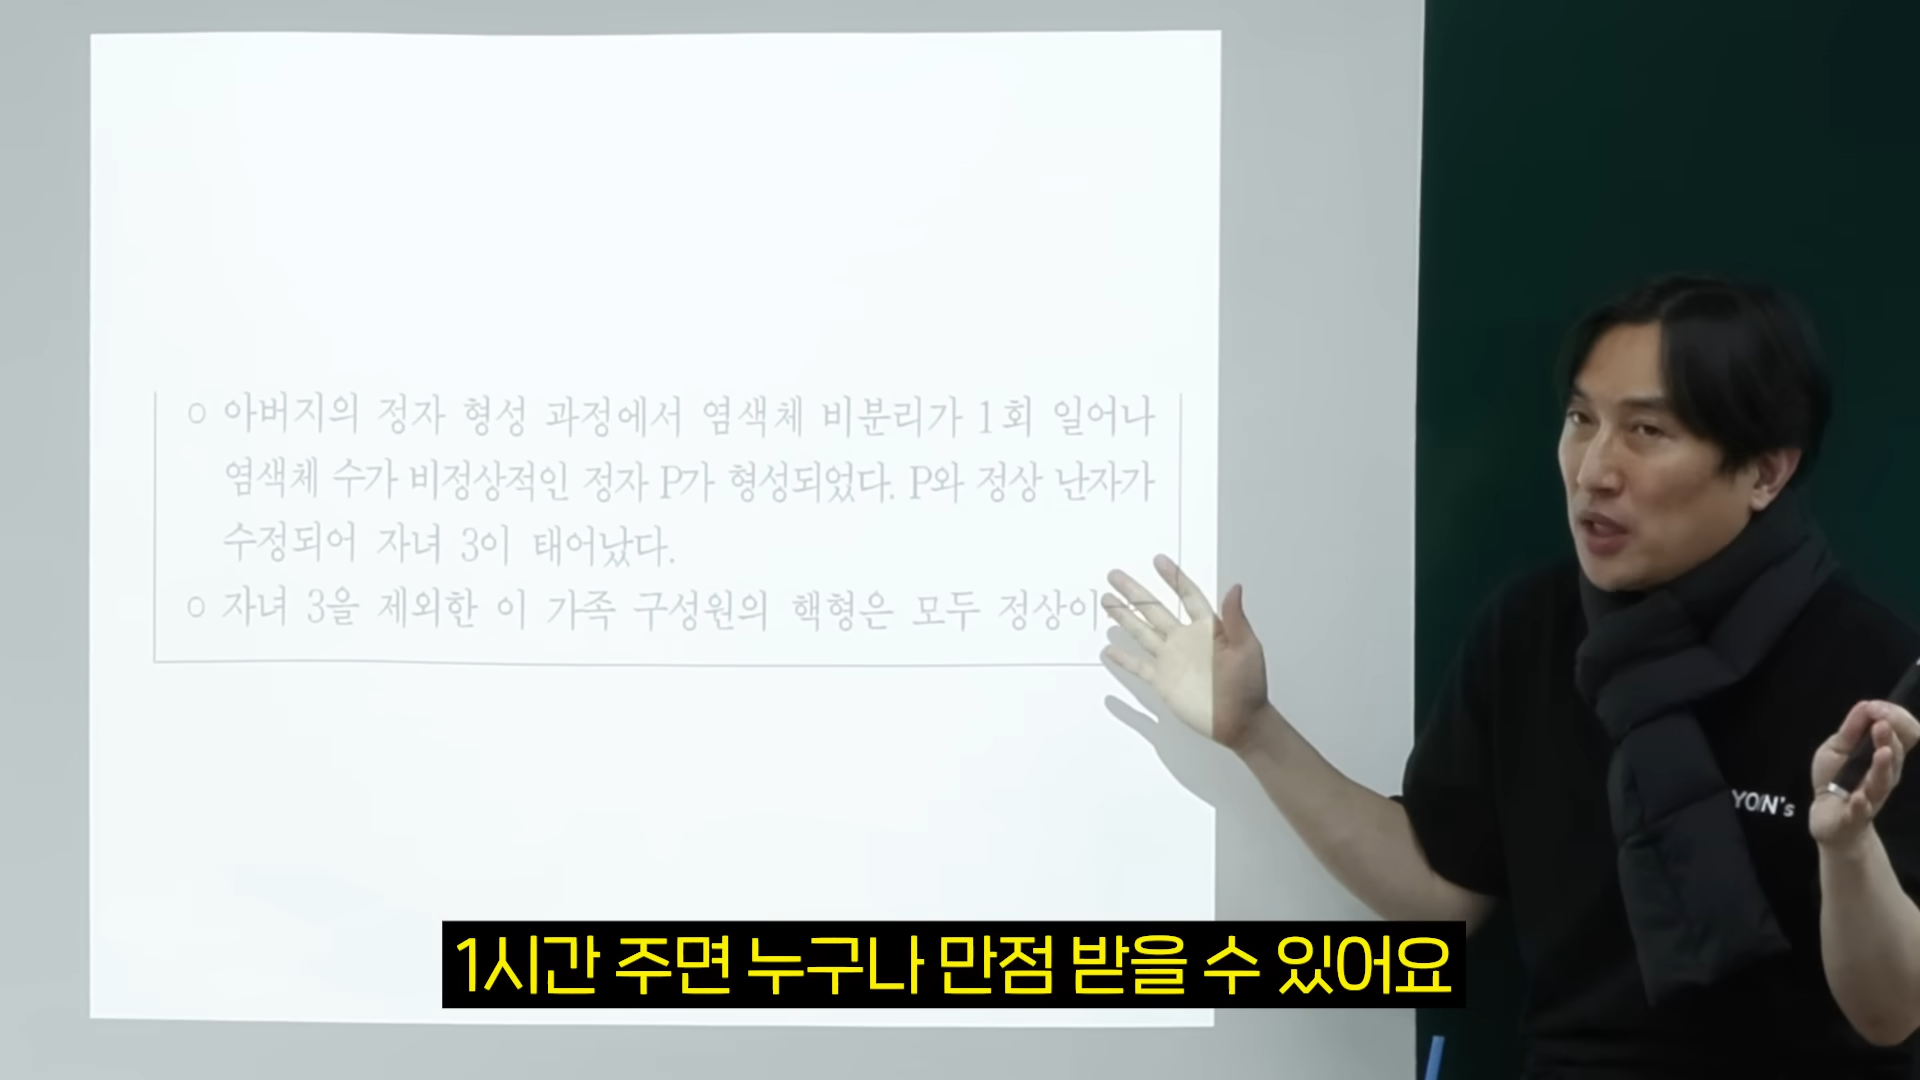 ○ 아버지의 정자 형성 과정에서 염색체 비분리가 1회 일어나
염색체 수가 비정상적인 정자 P가 형성되었다. P와 정상 난자가
수정되어 자녀 3이 태어났다.
○ 자녀 3을 제외한 이 가족 구성원의 핵형은 모두 정상이
YOON's
1시간 주면 누구나 만점 받을 수 있어요